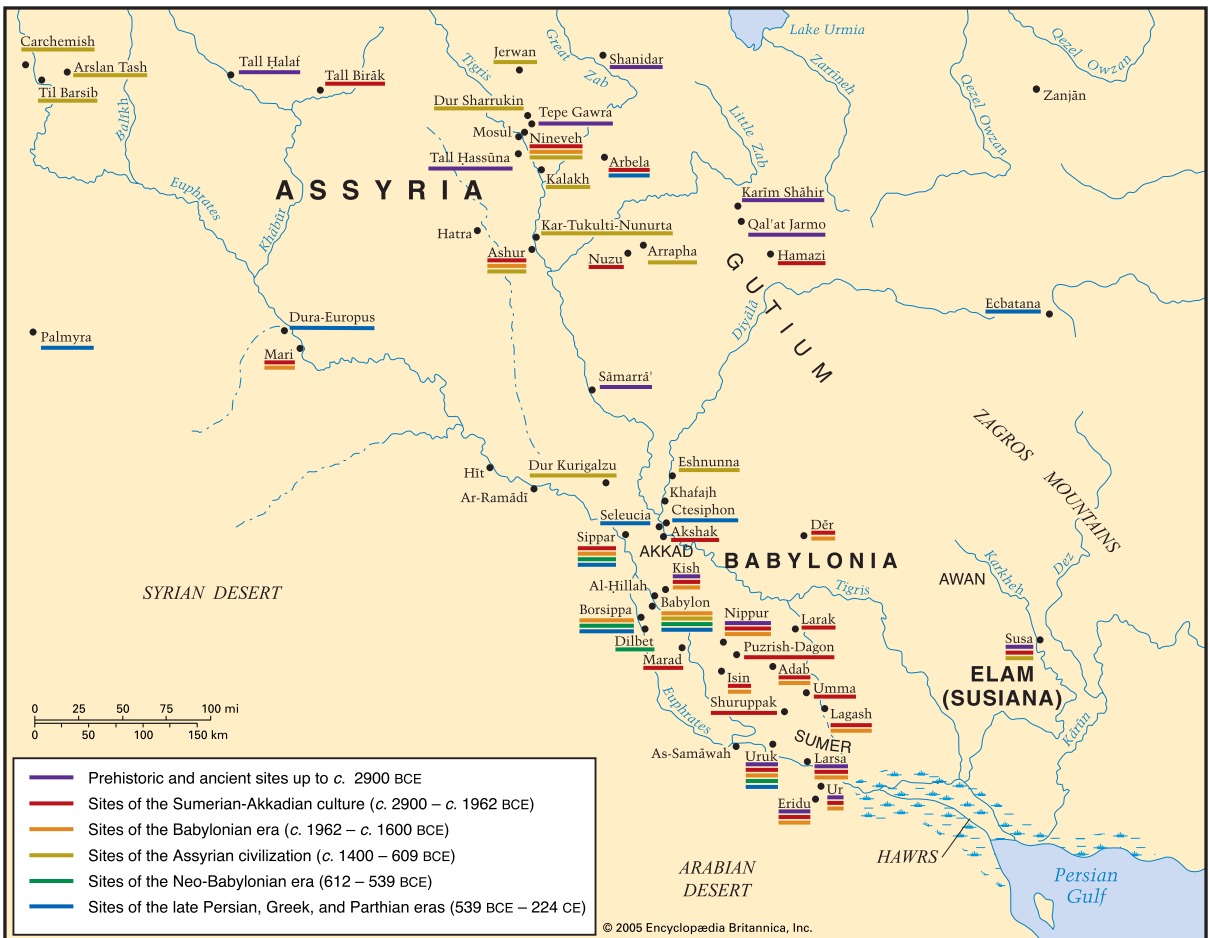 Lake Urmia
Carchemish
Arslan Tash
Til Barsib
Balikh
Tall Ḥalaf
Tall Birāk
Tigris
Jerwan
Great
Zab
Shanidar
Zarrīneh
Qezel Owzan
Qezel Owzan
Zanjān
Dur Sharrukin
Tepe Gawra
Mosul
Nineveh
Tall Ḥassūna
Kalakh
Arbela
Little Zab
Euphrates
ASSYRIA
Khābūr
Karīm Shāhir
Qal'at Jarmo
Hamazi
Hatra
Kar-Tukulti-Nunurta
Ashur
Nuzu
Arrapha
GUTIUM
Diyālā
Ecbatana
Palmyra
Dura-Europus
Mari
Sāmarrā'
ZAGROS
MOUNTAINS
Hīt
Ar-Ramādī
Dur Kurigalzu
Eshnunna
Khafajh
Seleucia
Ctesiphon
Akshak
Sippar
AKKAD
BABYLONIA
Dēr
SYRIAN DESERT
Kish
Al-Ḥillah
Babylon
Borsippa
Dilbet
Marad
Nippur
Larak
Tigris
AWAN
Karkheh
Dez
Puzrish-Dagon
Isin
Adab
Umma
Shuruppak
Lagash
Susa
ELAM
(SUSIANA)
Kārūn
Euphrates
As-Samāwah
SUMER
Uruk
Larsa
Ur
Eridu
HAWRS
ARABIAN
DESERT
Persian
Gulf
0 25 50 75 100 mi
0 50 100 150 km
Prehistoric and ancient sites up to c. 2900 BCE
Sites of the Sumerian-Akkadian culture (c. 2900 – c. 1962 BCE)
Sites of the Babylonian era (c. 1962 – c. 1600 BCE)
Sites of the Assyrian civilization (c. 1400 – 609 BCE)
Sites of the Neo-Babylonian era (612 – 539 BCE)
Sites of the late Persian, Greek, and Parthian eras (539 BCE – 224 CE)
© 2005 Encyclopædia Britannica, Inc.